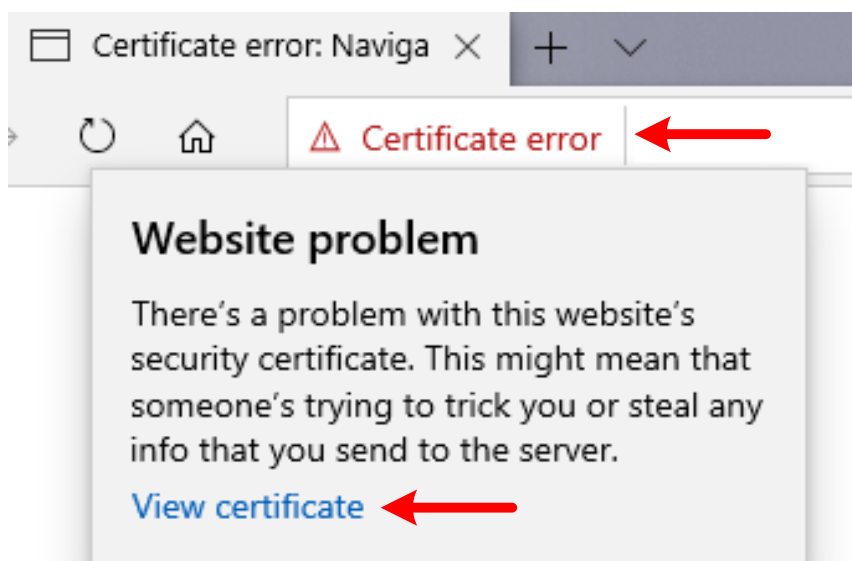 Certificate error: Naviga
Certificate error
Website problem
There's a problem with this website's
security certificate. This might mean that
someone's trying to trick you or steal any
info that you send to the server.
View certificate